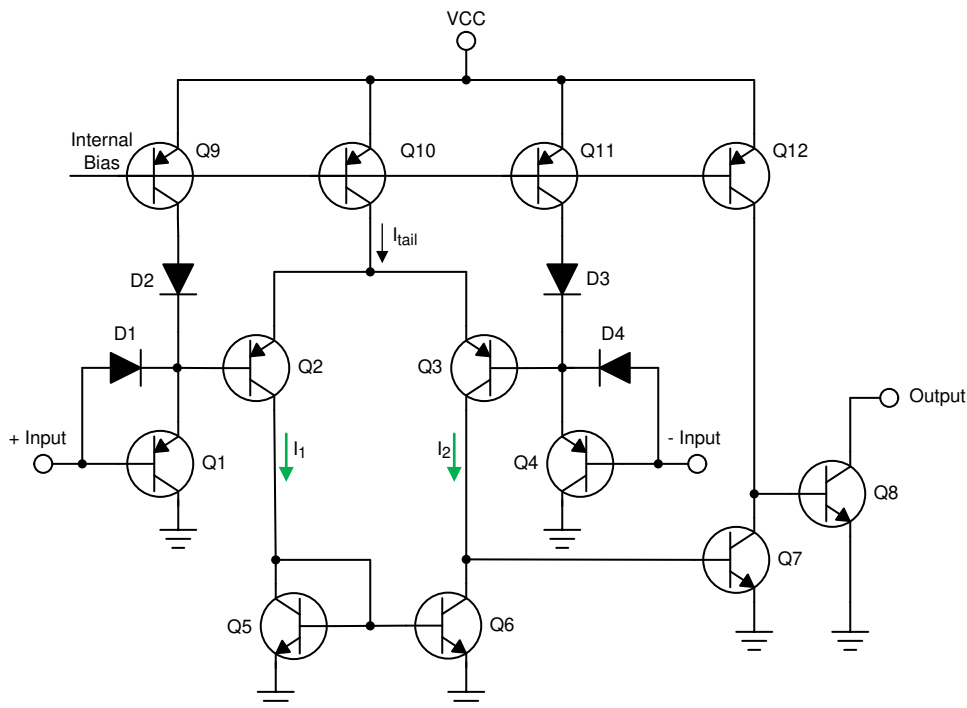 VCC
Internal
Bias
Q9
Q10
Q11
Q12
Itail
D2
D3
D1
D4
Q2
Q3
Output
+ Input
I1
I2
- Input
Q1
Q4
Q8
Q7
Q5
Q6